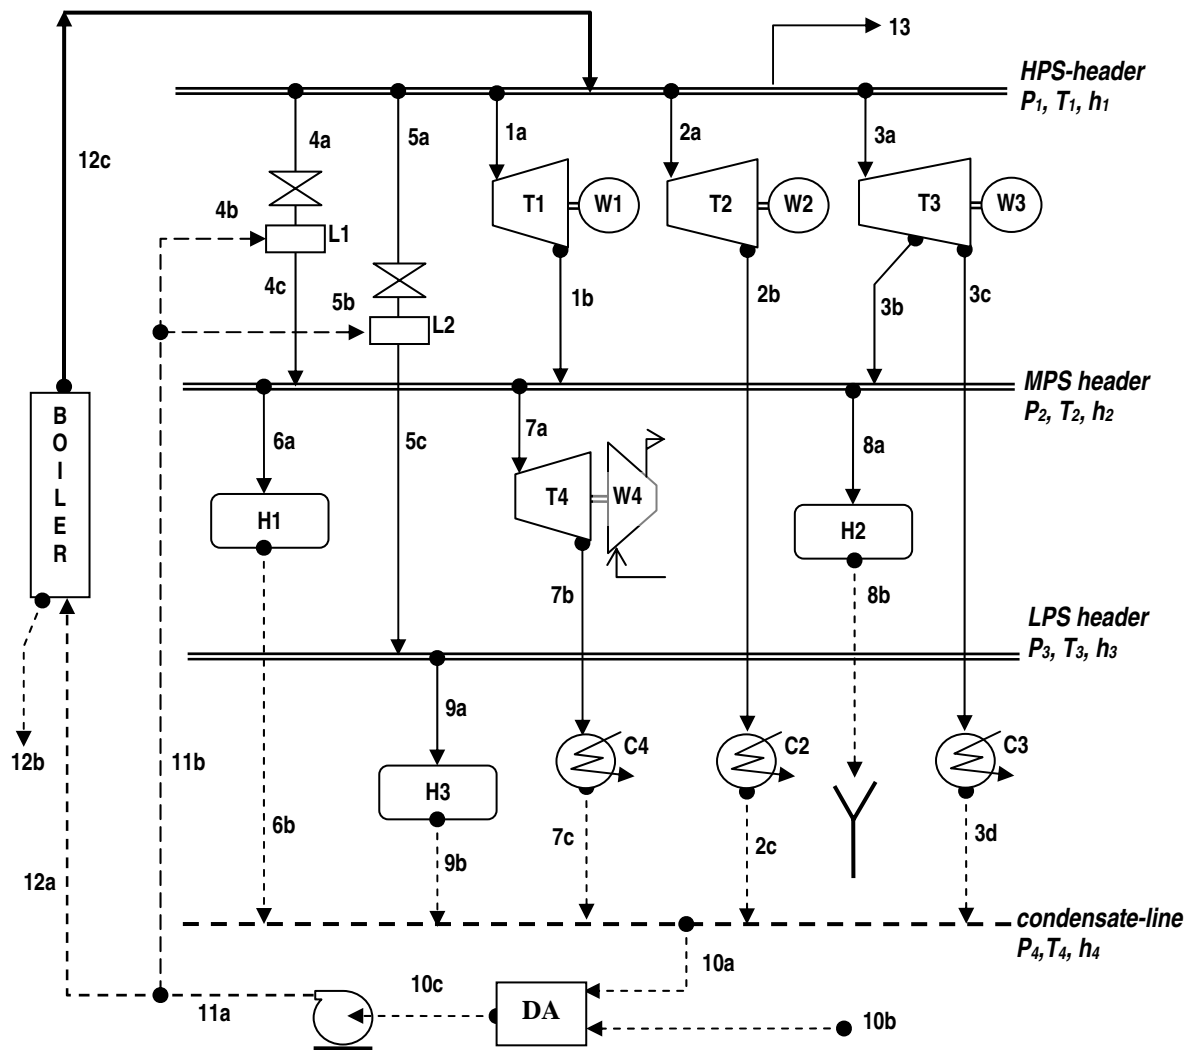 13
HPS-header
P1, T1, h1
12c
4a
5a
1a
2a
3a
T1
W1
T2
W2
T3
W3
4b
L1
4c
5b
L2
1b
2b
3b
3c
MPS header
P2, T2, h2
B
O
I
L
E
R
6a
5c
7a
8a
T4
W4
H1
H2
7b
8b
LPS header
P3, T3, h3
9a
12b
11b
C4
C2
C3
H3
6b
9b
7c
2c
3d
12a
condensate-line
P4,T4, h4
10a
10c
11a
DA
10b